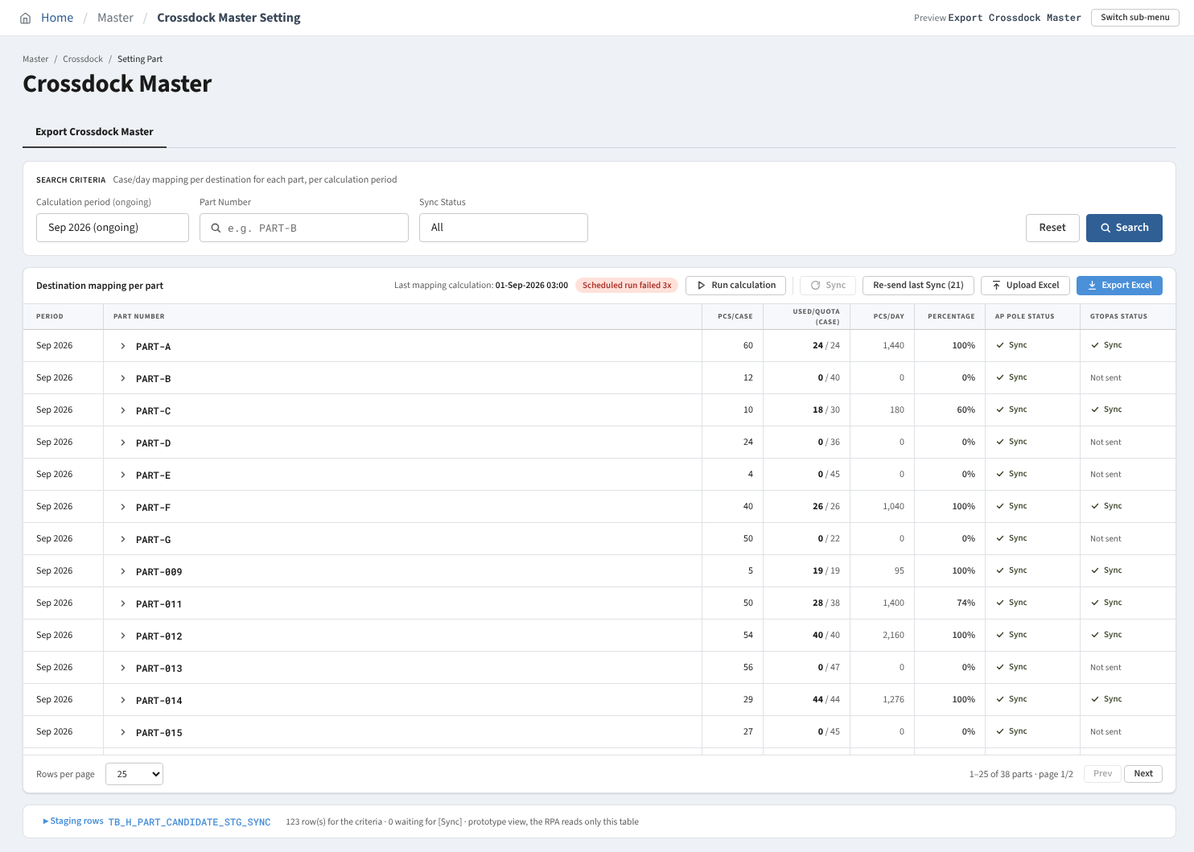 Home / Master / Crossdock Master Setting
Preview Export Crossdock Master Switch sub-menu
Master / Crossdock / Setting Part
Crossdock Master
Export Crossdock Master
SEARCH CRITERIA Case/day mapping per destination for each part, per calculation period
Calculation period (ongoing) Part Number Sync Status
Sep 2026 (ongoing) e.g. PART-B All Reset Search
Destination mapping per part Last mapping calculation: 01-Sep-2026 03:00 Scheduled run failed 3x Run calculation Sync Re-send last Sync (21) Upload Excel Export Excel
PERIOD PART NUMBER PCS/CASE USED/QUOTA (CASE) PCS/DAY PERCENTAGE AP POLE STATUS GTOPAS STATUS
Sep 2026 PART-A 60 24 / 24 1,440 100% Sync Sync
Sep 2026 PART-B 12 0 / 40 0 0% Sync Not sent
Sep 2026 PART-C 10 18 / 30 180 60% Sync Sync
Sep 2026 PART-D 24 0 / 36 0 0% Sync Not sent
Sep 2026 PART-E 4 0 / 45 0 0% Sync Not sent
Sep 2026 PART-F 40 26 / 26 1,040 100% Sync Sync
Sep 2026 PART-G 50 0 / 22 0 0% Sync Not sent
Sep 2026 PART-009 5 19 / 19 95 100% Sync Sync
Sep 2026 PART-011 50 28 / 38 1,400 74% Sync Sync
Sep 2026 PART-012 54 40 / 40 2,160 100% Sync Sync
Sep 2026 PART-013 56 0 / 47 0 0% Sync Not sent
Sep 2026 PART-014 29 44 / 44 1,276 100% Sync Sync
Sep 2026 PART-015 27 0 / 45 0 0% Sync Not sent
Rows per page 25 1–25 of 38 parts · page 1/2 Prev Next
▸ Staging rows TB_H_PART_CANDIDATE_STG_SYNC 123 row(s) for the criteria · 0 waiting for [Sync] · prototype view, the RPA reads only this table